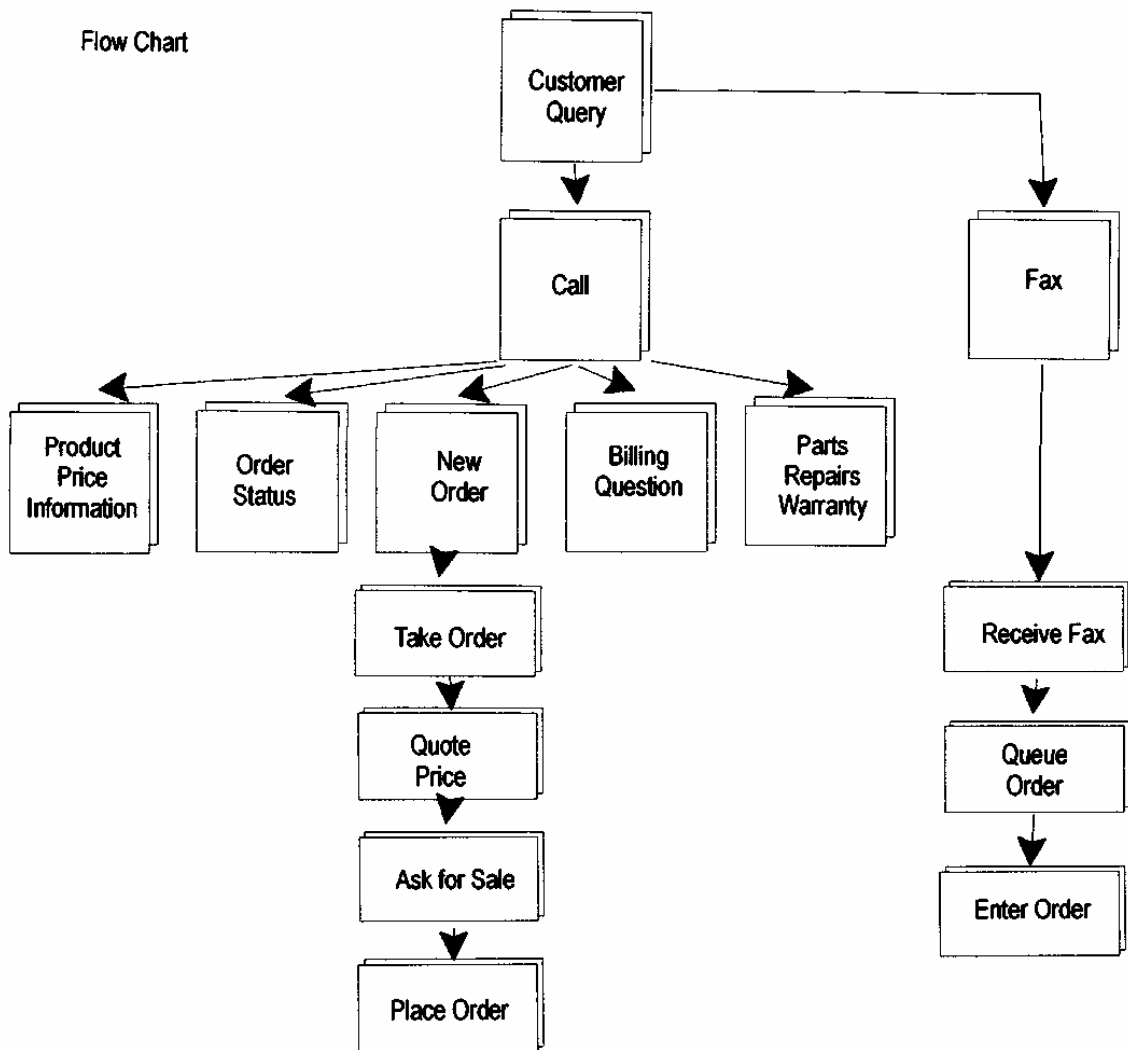 Flow Chart
Customer
Query
Call
Fax
Product
Price
Information
Order
Status
New
Order
Billing
Question
Parts
Repairs
Warranty
Take Order
Receive Fax
Quote
Price
Queue
Order
Ask for Sale
Enter Order
Place Order